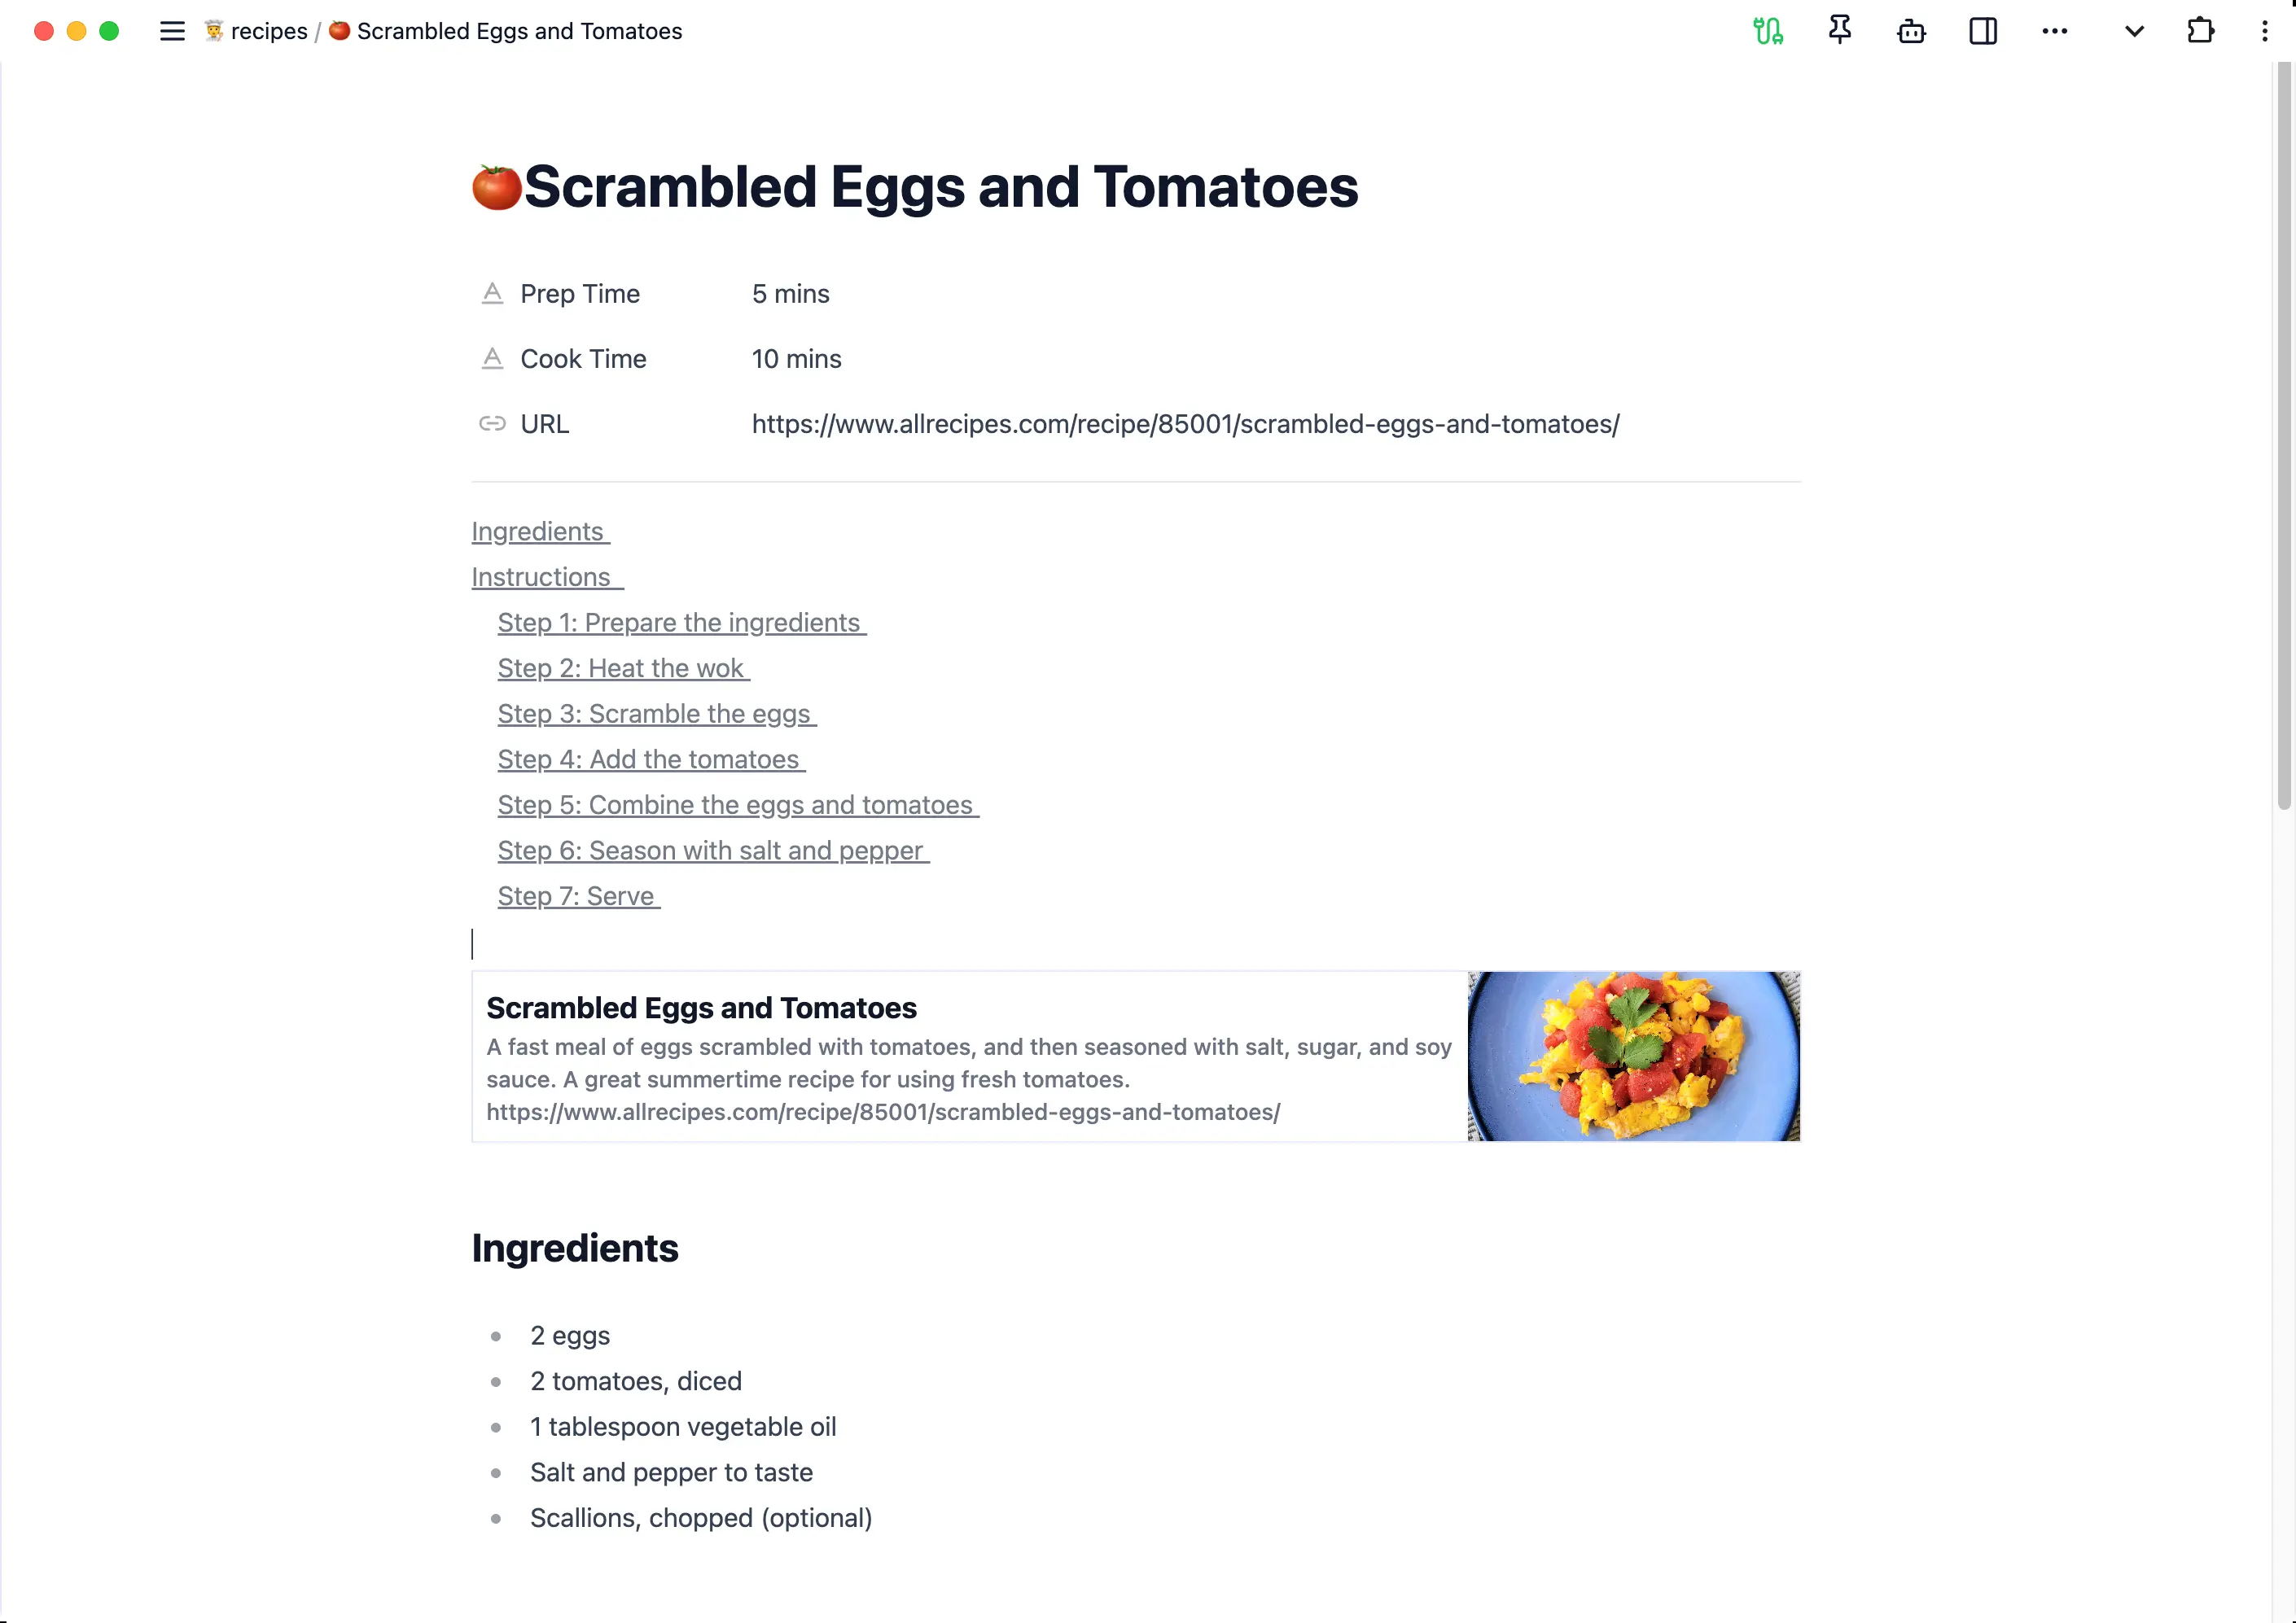 recipes / Scrambled Eggs and Tomatoes
Scrambled Eggs and Tomatoes
Prep Time 5 mins
Cook Time 10 mins
URL https://www.allrecipes.com/recipe/85001/scrambled-eggs-and-tomatoes/
Ingredients
Instructions
Step 1: Prepare the ingredients
Step 2: Heat the wok
Step 3: Scramble the eggs
Step 4: Add the tomatoes
Step 5: Combine the eggs and tomatoes
Step 6: Season with salt and pepper
Step 7: Serve
Scrambled Eggs and Tomatoes
A fast meal of eggs scrambled with tomatoes, and then seasoned with salt, sugar, and soy
sauce. A great summertime recipe for using fresh tomatoes.
https://www.allrecipes.com/recipe/85001/scrambled-eggs-and-tomatoes/
Ingredients
2 eggs
2 tomatoes, diced
1 tablespoon vegetable oil
Salt and pepper to taste
Scallions, chopped (optional)